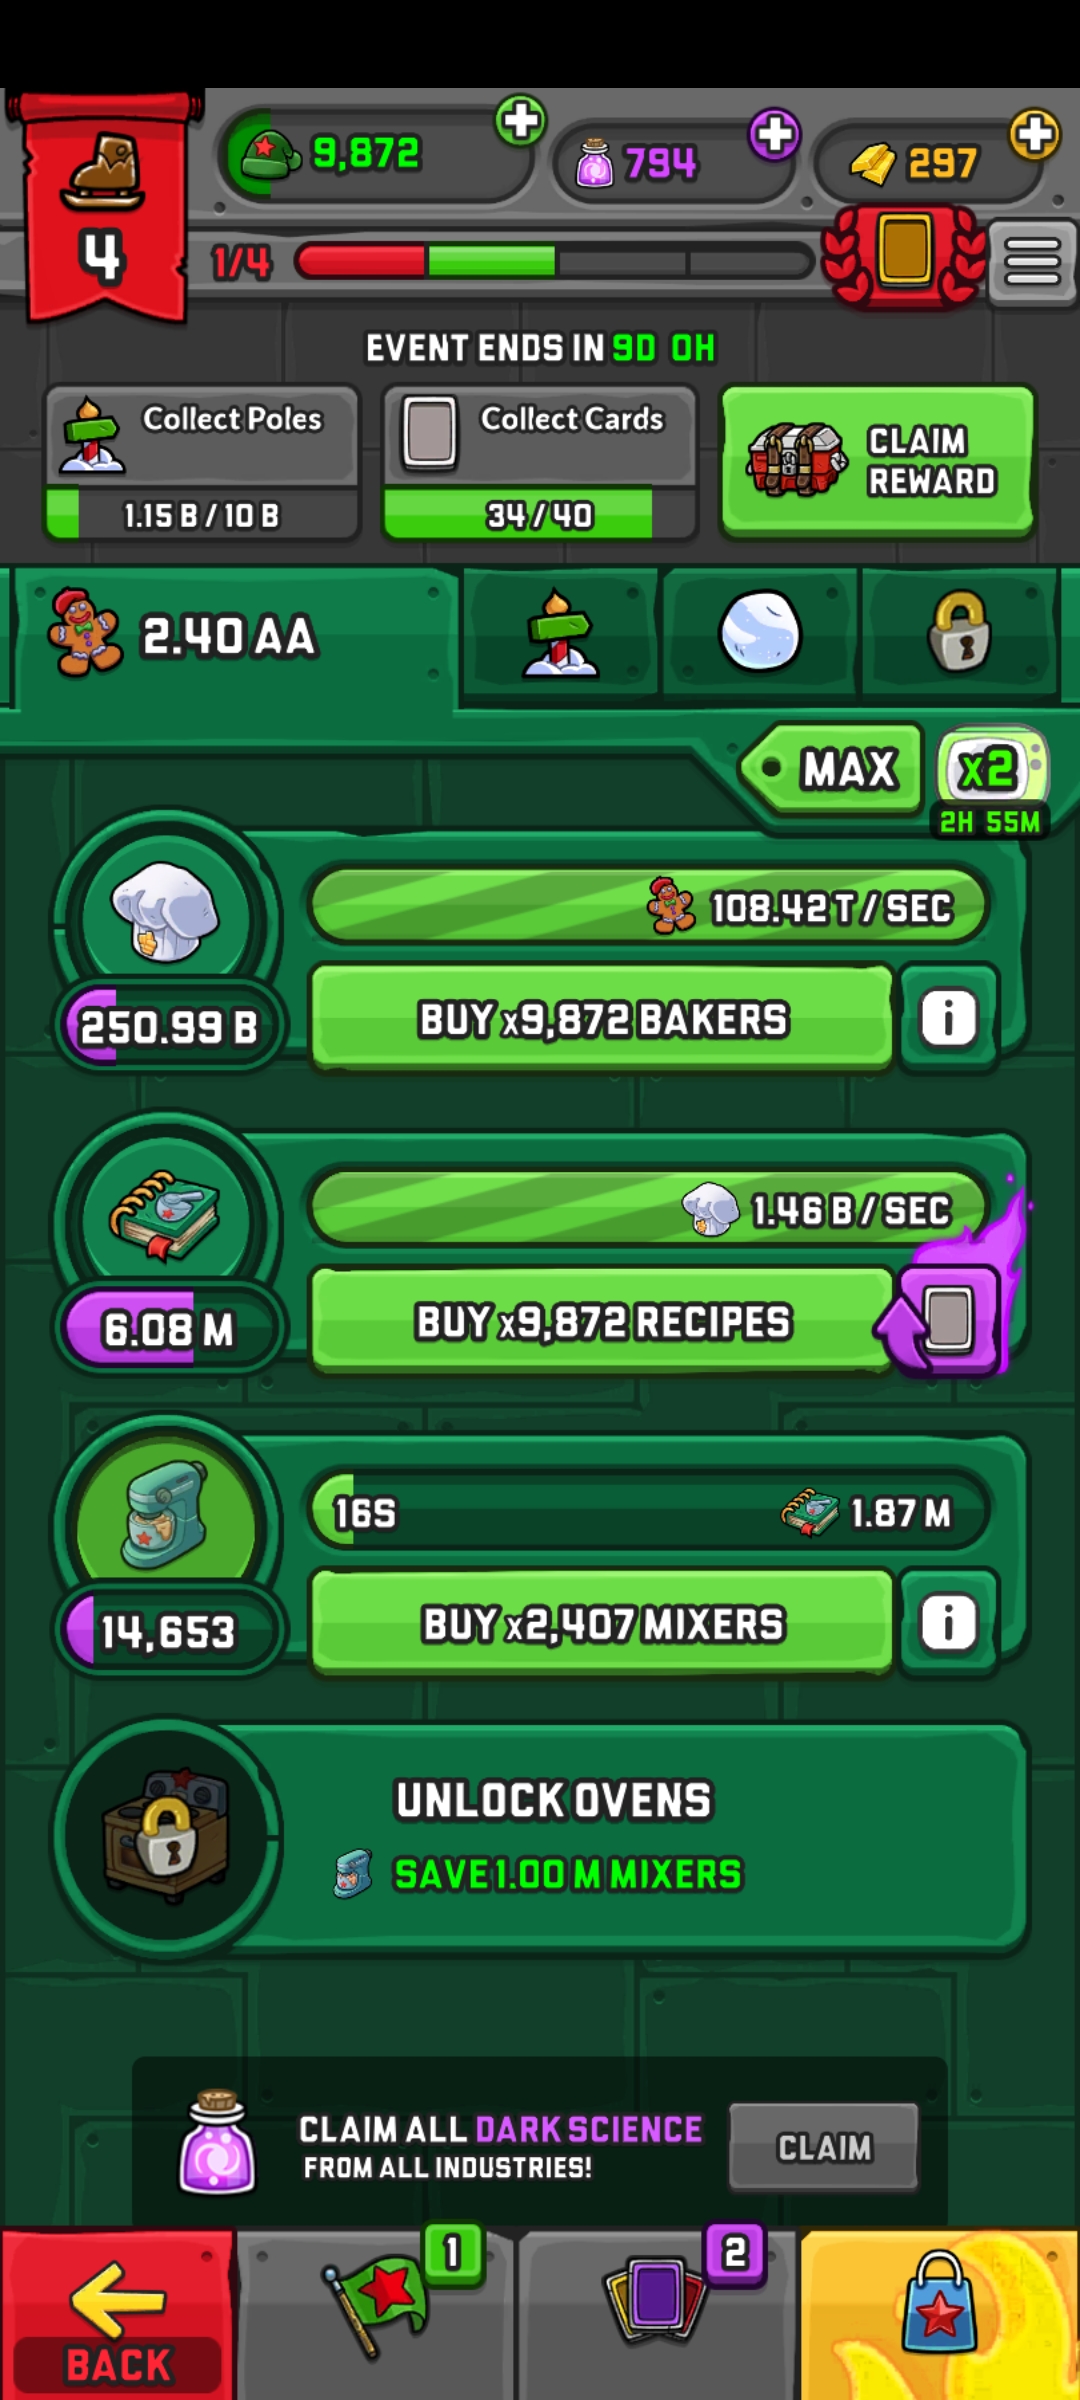 9,872
794
297
4
1/4
EVENT ENDS IN 9D 0H
Collect Poles
1.15 B / 10 B
Collect Cards
34 / 40
CLAIM
REWARD
2.40 AA
MAX
x2
2H 55M
108.42 T / SEC
250.99 B
BUY x9,872 BAKERS
i
1.46 B / SEC
6.08 M
BUY x9,872 RECIPES
16S
1.87 M
14,653
BUY x2,407 MIXERS
i
UNLOCK OVENS
SAVE 1.00 M MIXERS
CLAIM ALL DARK SCIENCE
FROM ALL INDUSTRIES!
CLAIM
1
2
BACK